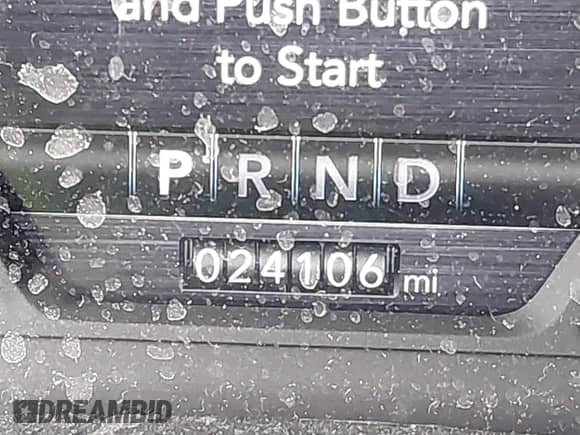 and Push Button
to Start
P R N D
024106 mi
DREAMBID